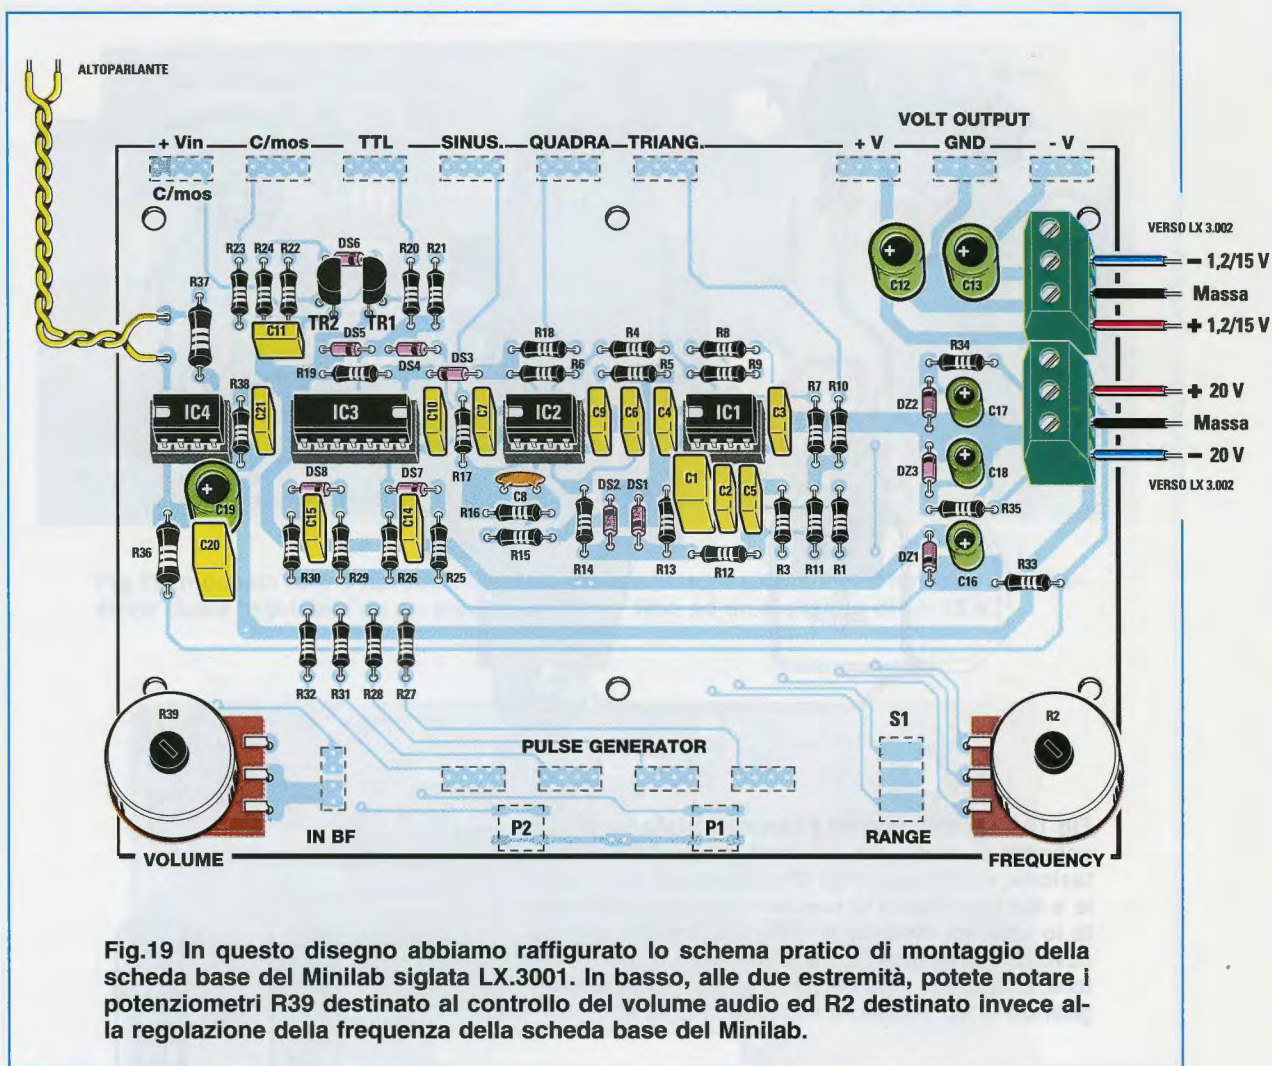 ALTOPARLANTE
VOLT OUTPUT
+ Vin C/mos TTL SINUS. QUADRA TRIANG. + V GND - V
C/mos
VERSO LX 3.002
R23 R24 R22 DS6 R20 R21
- 1,2/15 V
R37
C12 C13
Massa
TR2 TR1
+ 1,2/15 V
C11
DS5 DS4 DS3 R18 R4 R8 R34
R19 R6 R5 R9
R38 R7 R10
+ 20 V
IC4 C21 IC3 C10 C7 IC2 C9 C6 C4 IC1 C3 DZ2 C17
Massa
R17
DZ3 C18
- 20 V
DS8 DS7 C8 DS2 DS1 C1 C2 C5
VERSO LX 3.002
C19 C15 C14 R16 R35
R36 C20 R15 DZ1
R30 R29 R26 R25 R14 R13 R12 R3 R11 R1 C16 R33
R32 R31 R28 R27
R39 S1 R2
PULSE GENERATOR
P2 P1
IN BF RANGE
VOLUME FREQUENCY
Fig.19 In questo disegno abbiamo raffigurato lo schema pratico di montaggio della
scheda base del Minilab siglata LX.3001. In basso, alle due estremità, potete notare i
potenziometri R39 destinato al controllo del volume audio ed R2 destinato invece al-
la regolazione della frequenza della scheda base del Minilab.